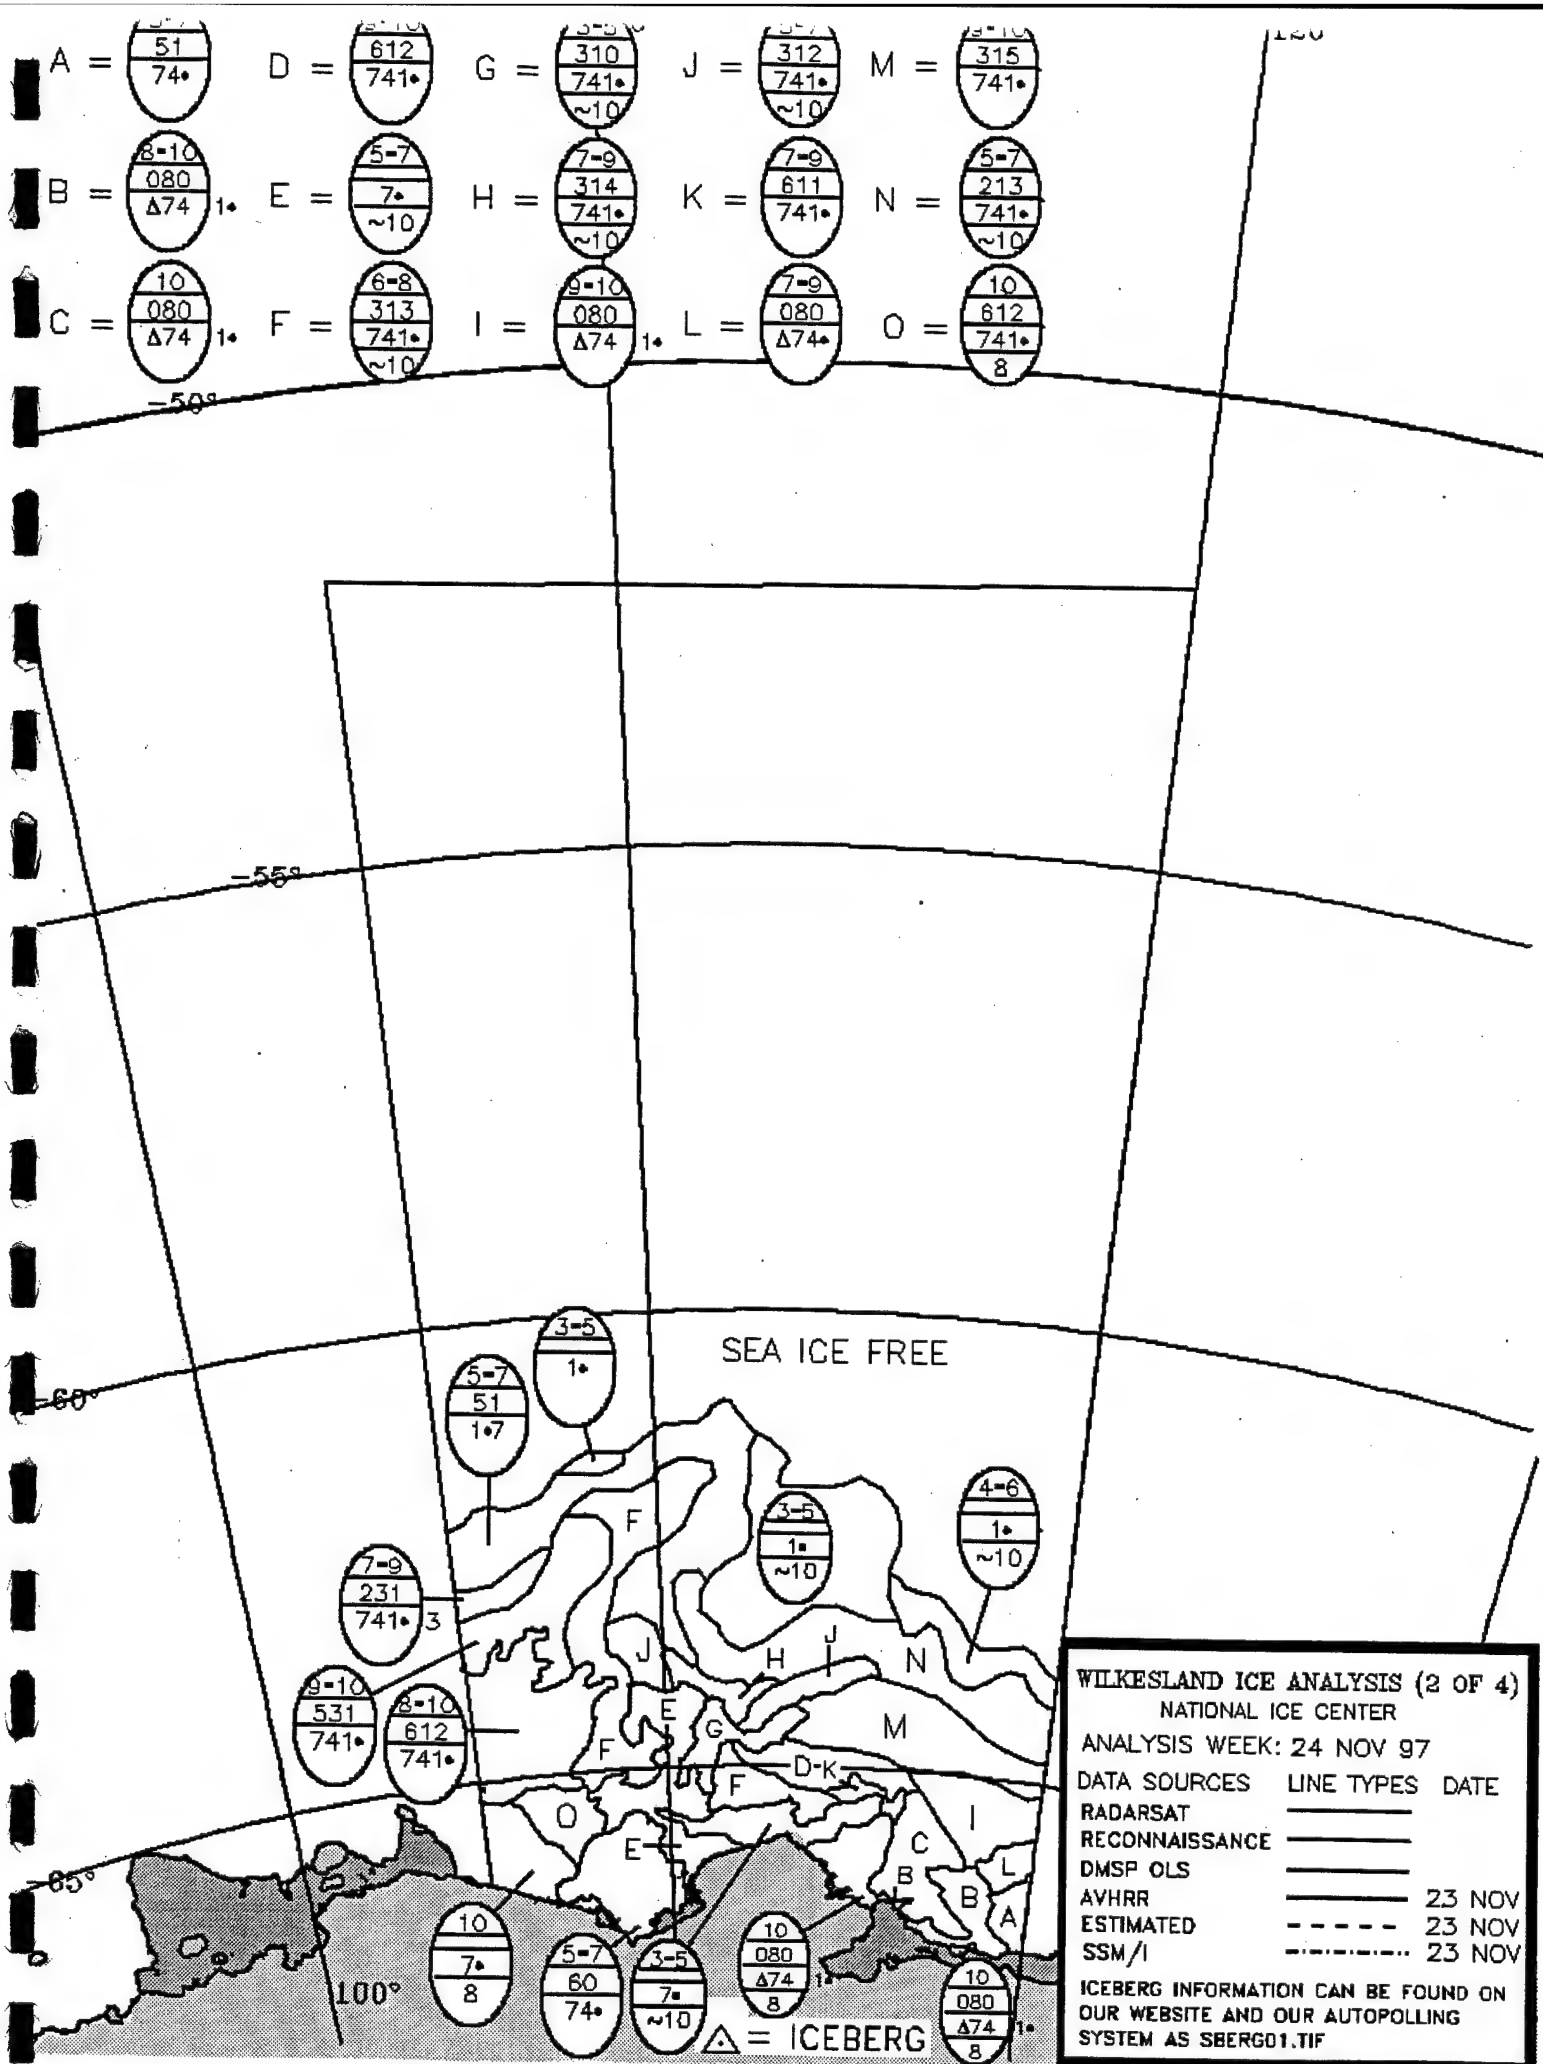 A = 51 74• D = 612 741• G = 310 741• ~10 J = 312 741• ~10 M = 315 741•
B = 8-10 080 Δ74 1• E = 5-7 7• ~10 H = 7-9 314 741• ~10 K = 7-9 611 741• N = 5-7 213 741• ~10
C = 10 080 Δ74 1• F = 6-8 313 741• ~10 I = 9-10 080 Δ74 1• L = 7-9 080 Δ74• O = 10 612 741• 8
-50°
-55°
-60°
SEA ICE FREE
3-5
1•
5-7
51
1•7
F
3-5
1•
~10
4-6
1•
~10
7-9
231
741• 3
J H J N
9-10
531
741•
8-10
612
741•
E
F G M
D-K
F
O I
E C
L
B B
A
-65°
100°
10
7•
8
5-7
60
74•
3-5
7•
~10
10
080
Δ74 1•
8
10
080
Δ74 1•
8
Δ = ICEBERG
WILKESLAND ICE ANALYSIS (2 OF 4)
NATIONAL ICE CENTER
ANALYSIS WEEK: 24 NOV 97
DATA SOURCES LINE TYPES DATE
RADARSAT
RECONNAISSANCE
DMSP OLS
AVHRR 23 NOV
ESTIMATED 23 NOV
SSM/I 23 NOV
ICEBERG INFORMATION CAN BE FOUND ON
OUR WEBSITE AND OUR AUTOPOLLING
SYSTEM AS SBERG01.TIF